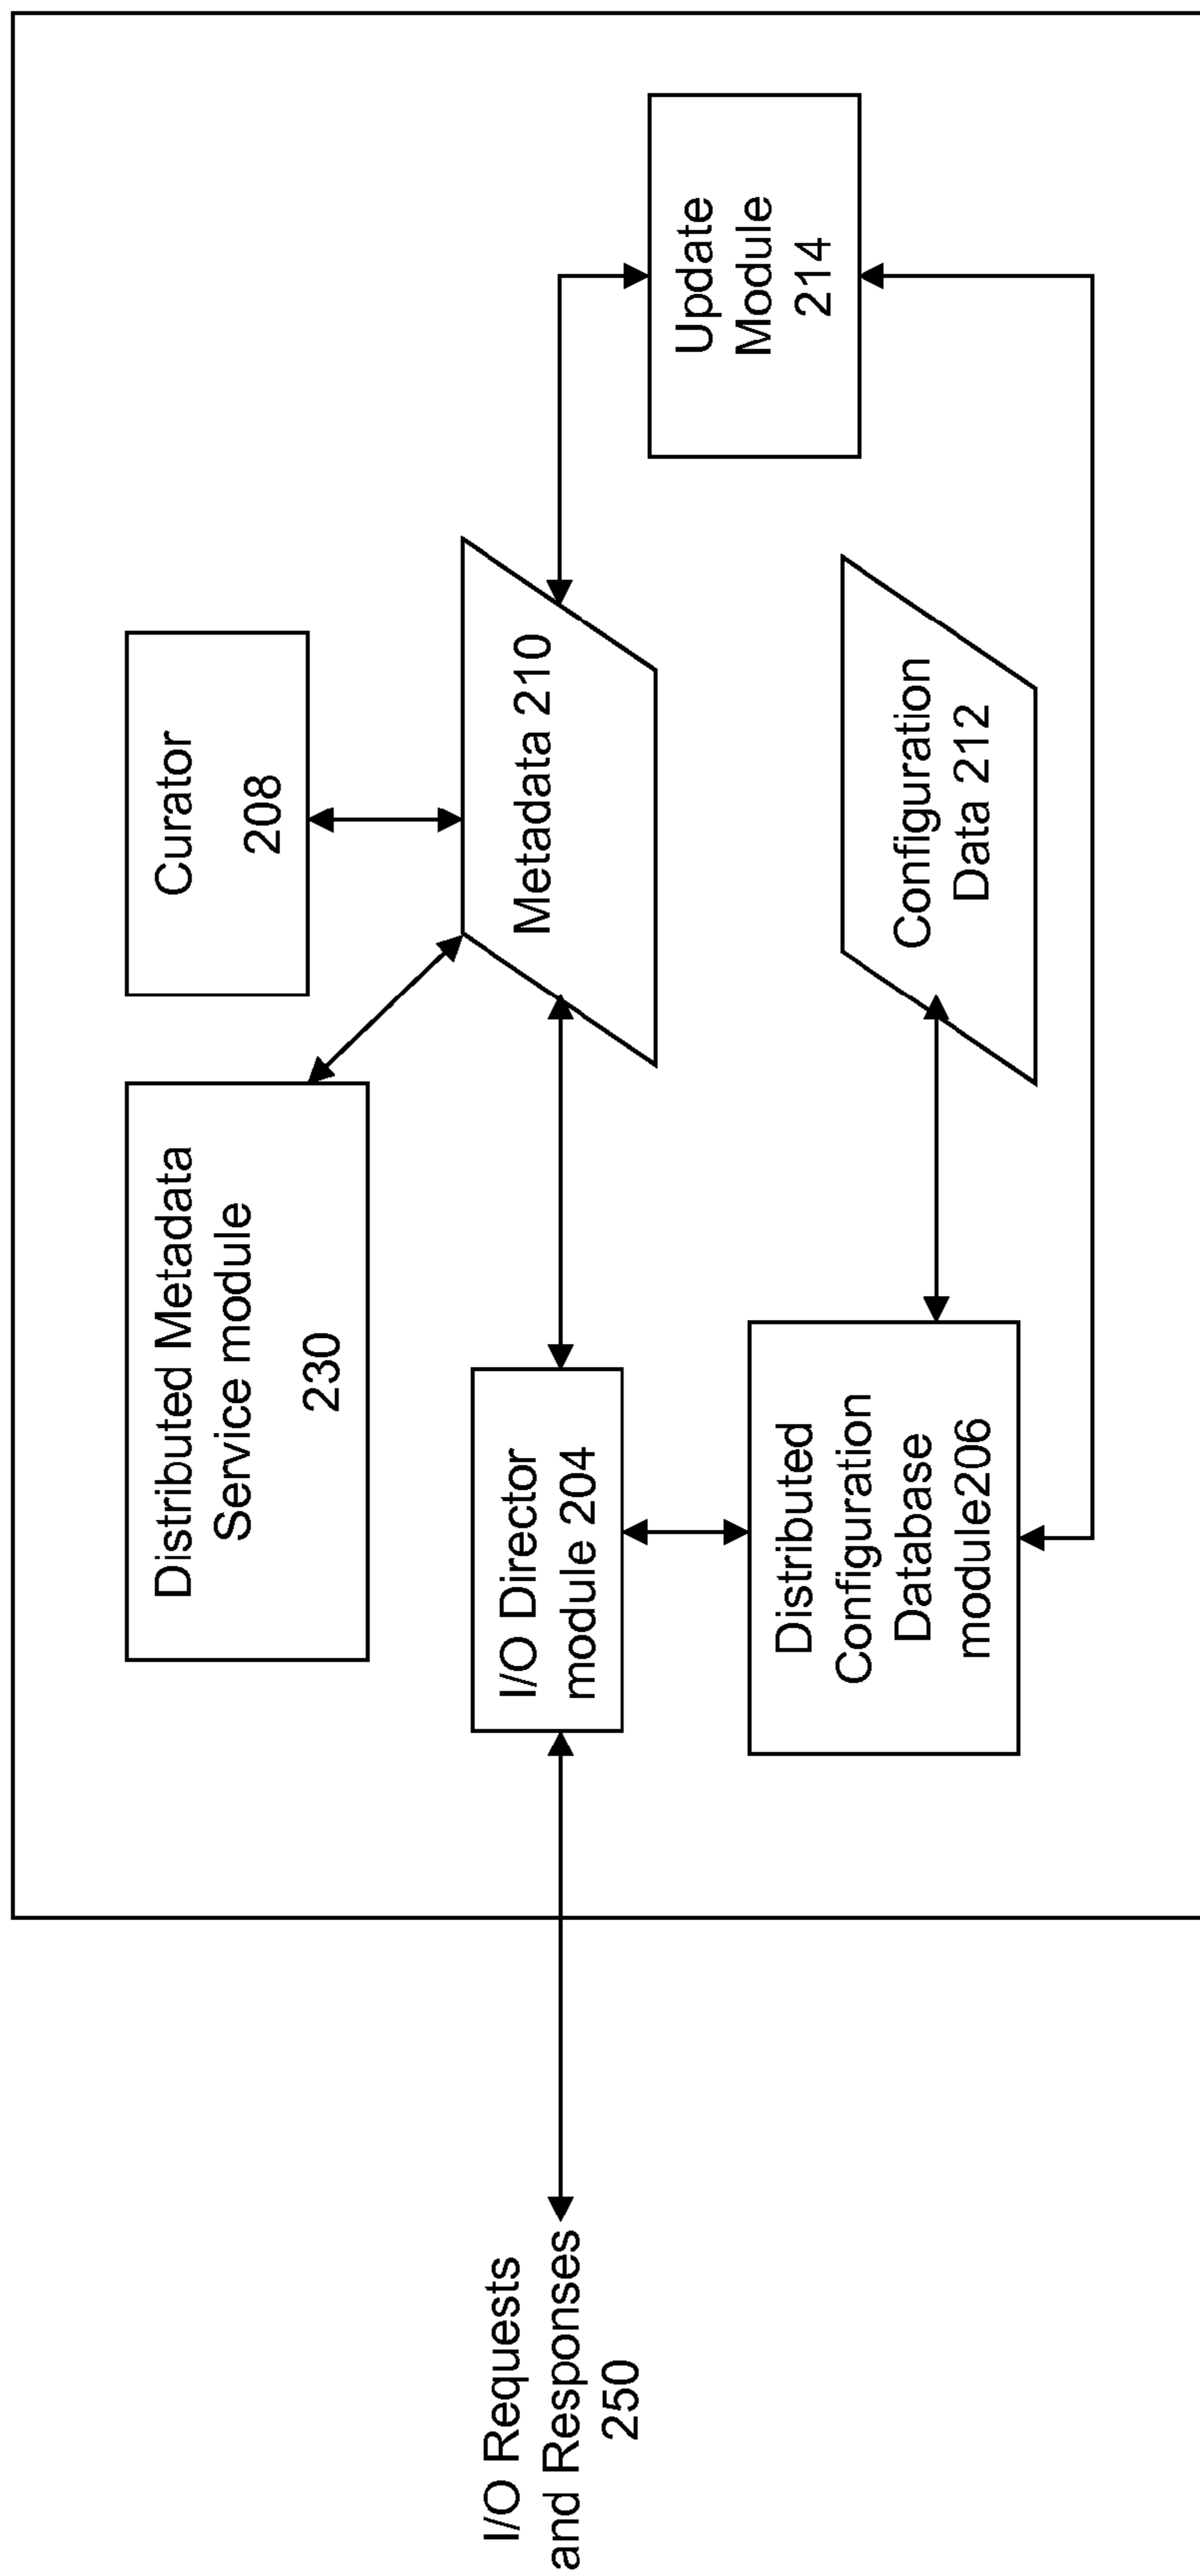 Distributed Metadata
Service module
230
Curator
208
I/O Requests
and Responses
250
I/O Director
module 204
Metadata 210
Update
Module
214
Distributed
Configuration
Database
module206
Configuration
Data 212